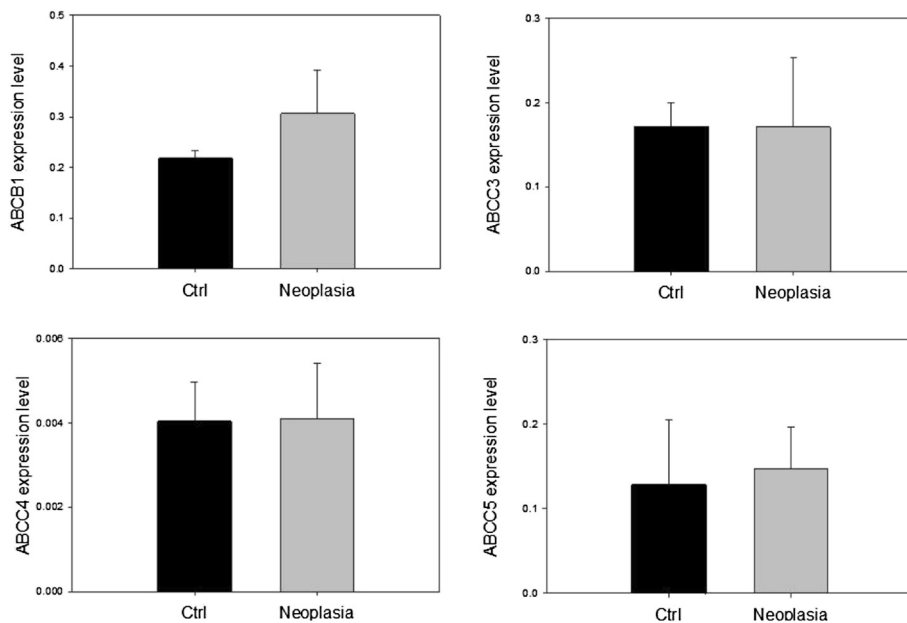 ABCB1 expression level
0.5
0.4
0.3
0.2
0.1
0.0
Ctrl Neoplasia
ABCC3 expression level
0.3
0.2
0.1
0.0
Ctrl Neoplasia
ABCC4 expression level
0.006
0.004
0.002
0.000
Ctrl Neoplasia
ABCC5 expression level
0.3
0.2
0.1
0.0
Ctrl Neoplasia